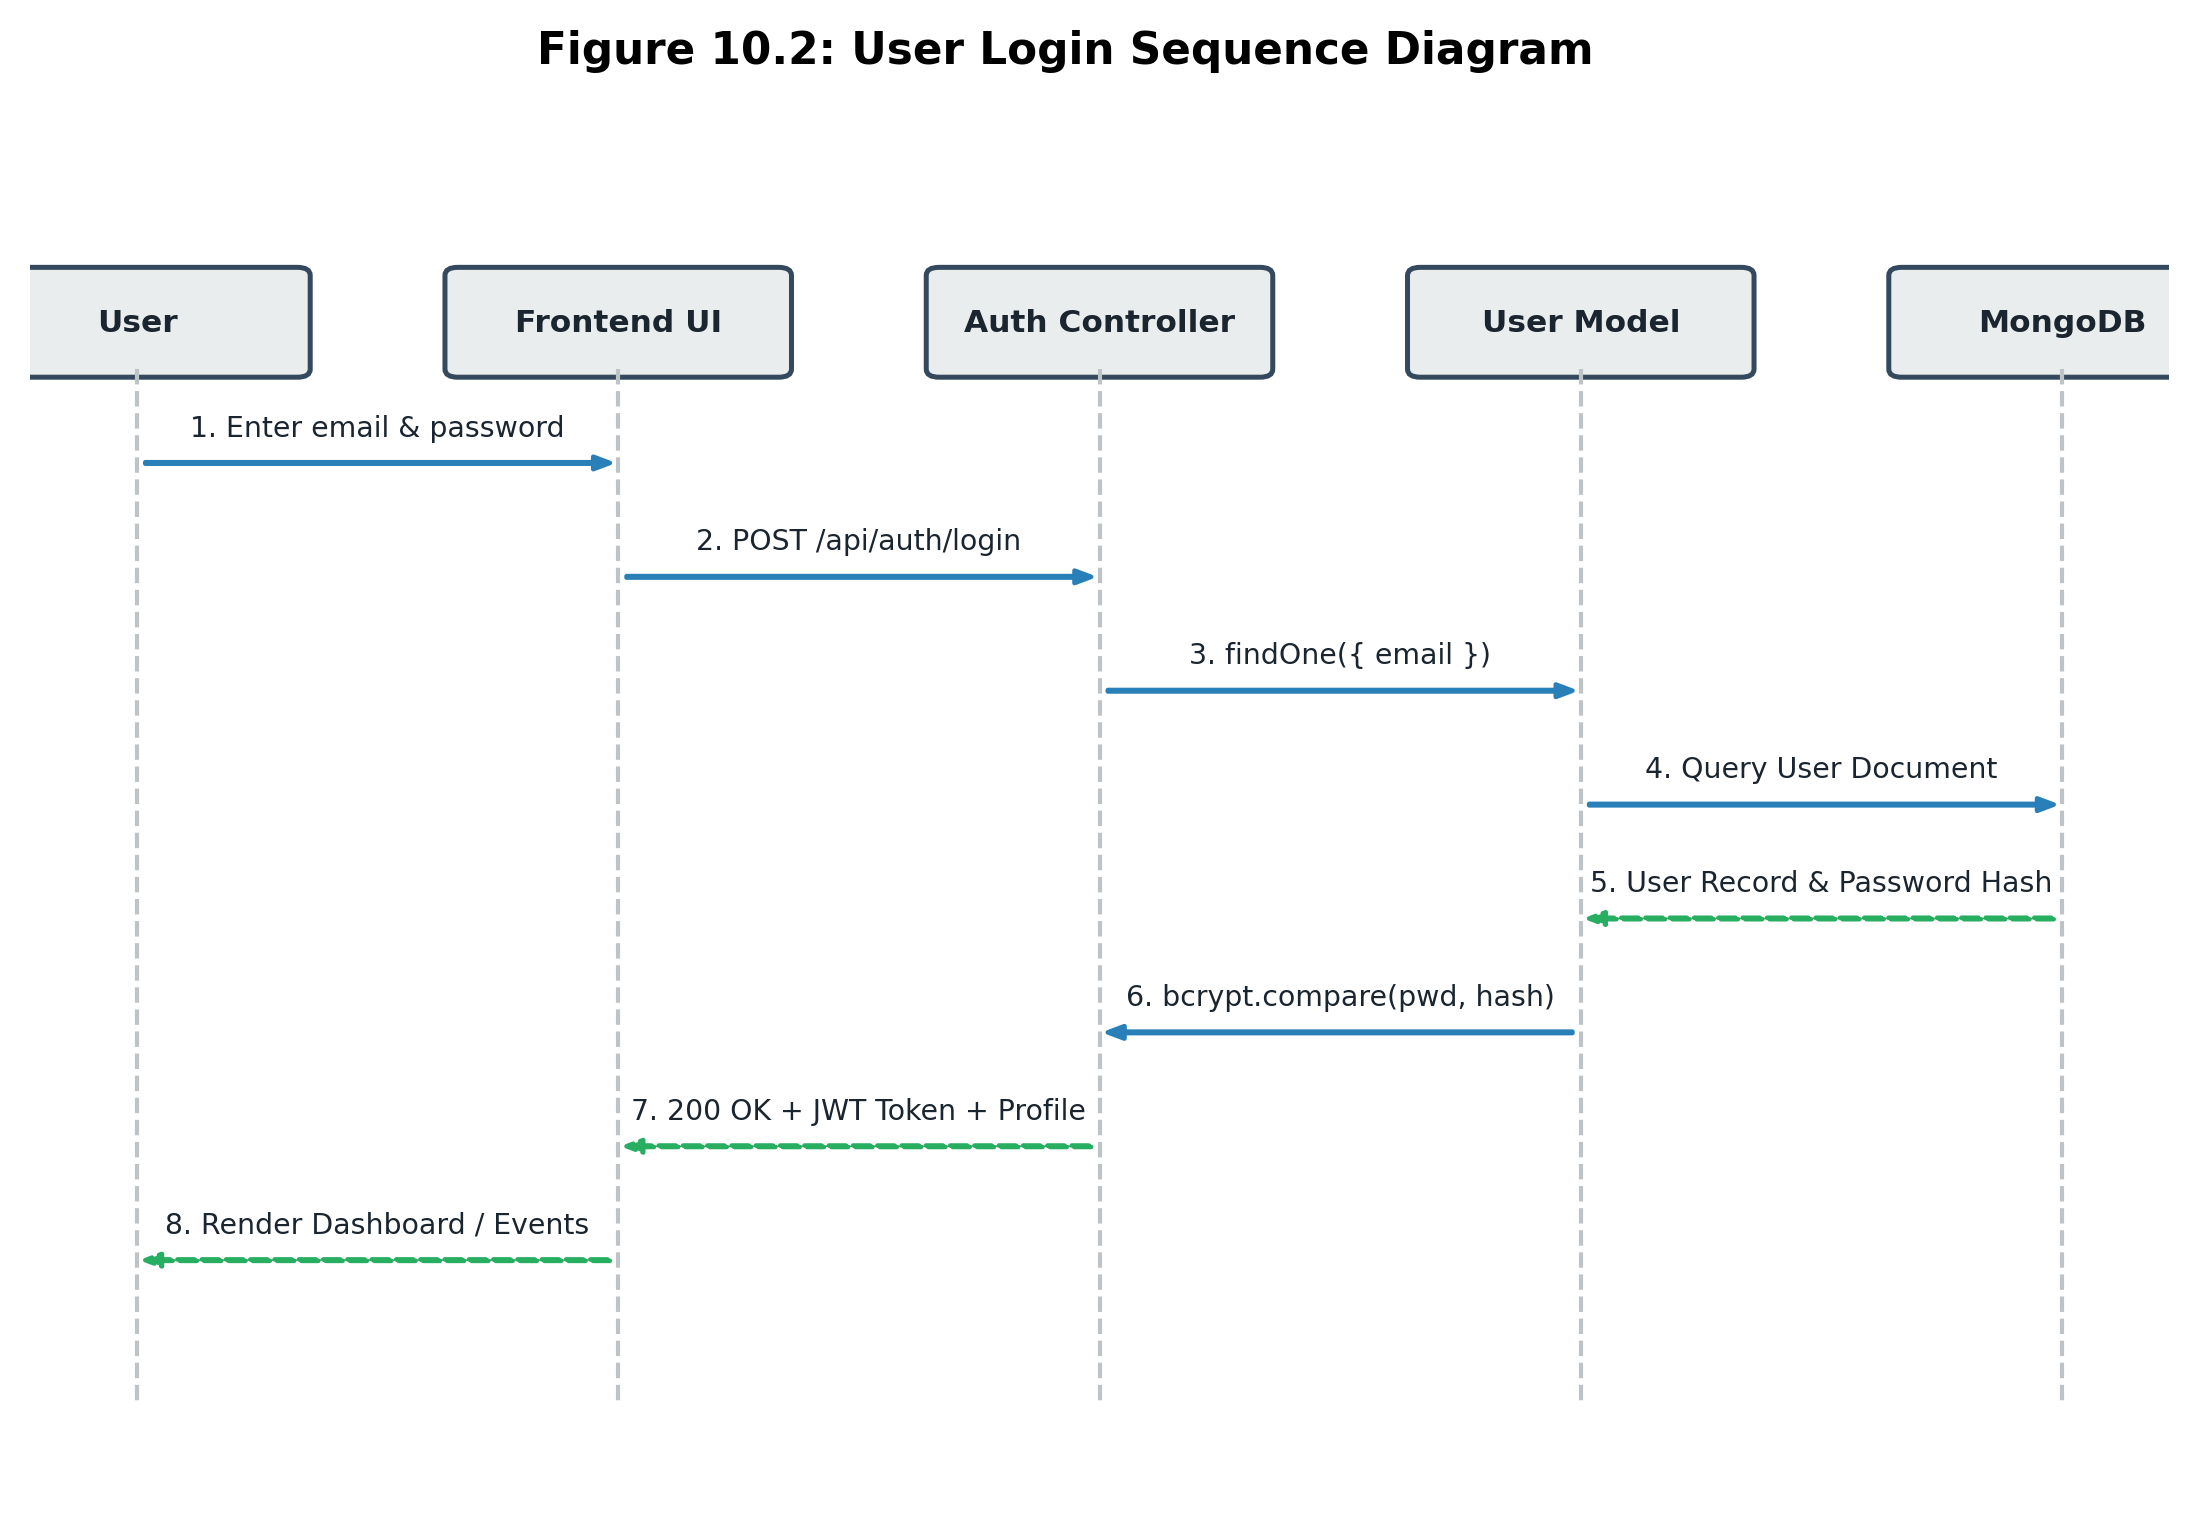 Figure 10.2: User Login Sequence Diagram
User
Frontend UI
Auth Controller
User Model
MongoDB
1. Enter email & password
2. POST /api/auth/login
3. findOne({ email })
4. Query User Document
5. User Record & Password Hash
6. bcrypt.compare(pwd, hash)
7. 200 OK + JWT Token + Profile
8. Render Dashboard / Events